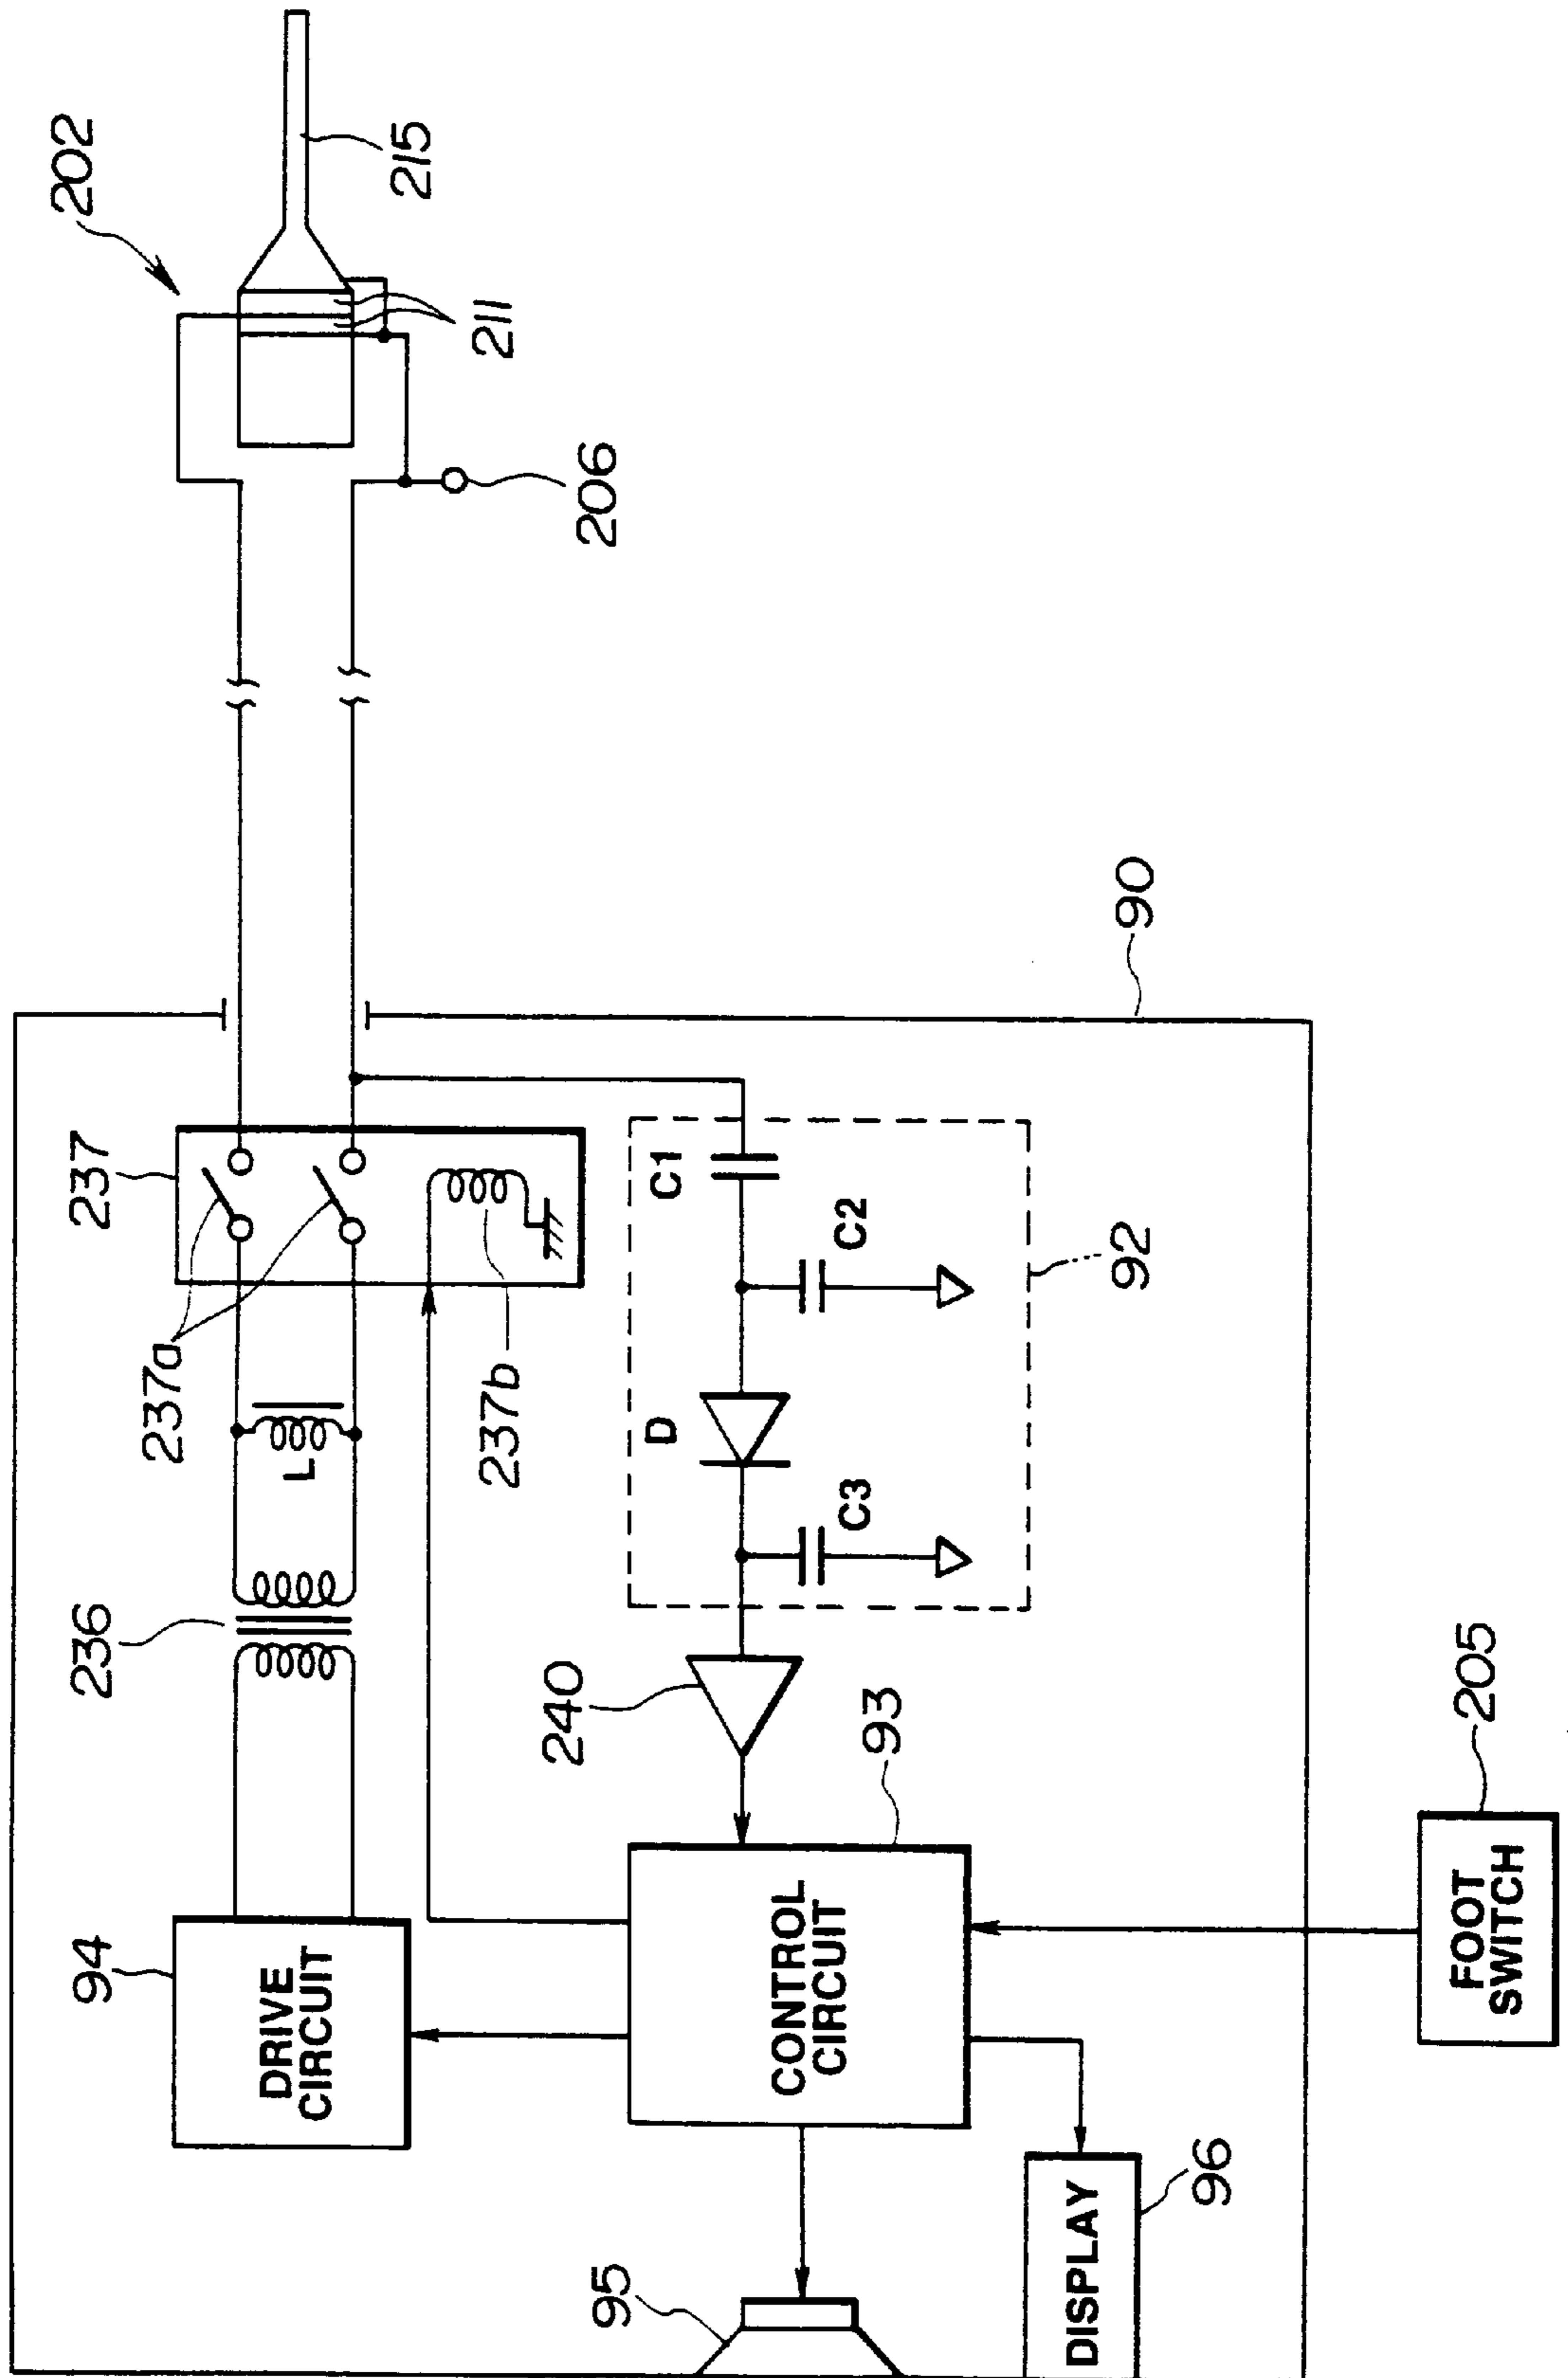 202
215
211
206
90
237
237a
237b
L
236
94
DRIVE
CIRCUIT
C1
C2
D
C3
92
240
93
CONTROL
CIRCUIT
95
DISPLAY
96
205
FOOT
SWITCH